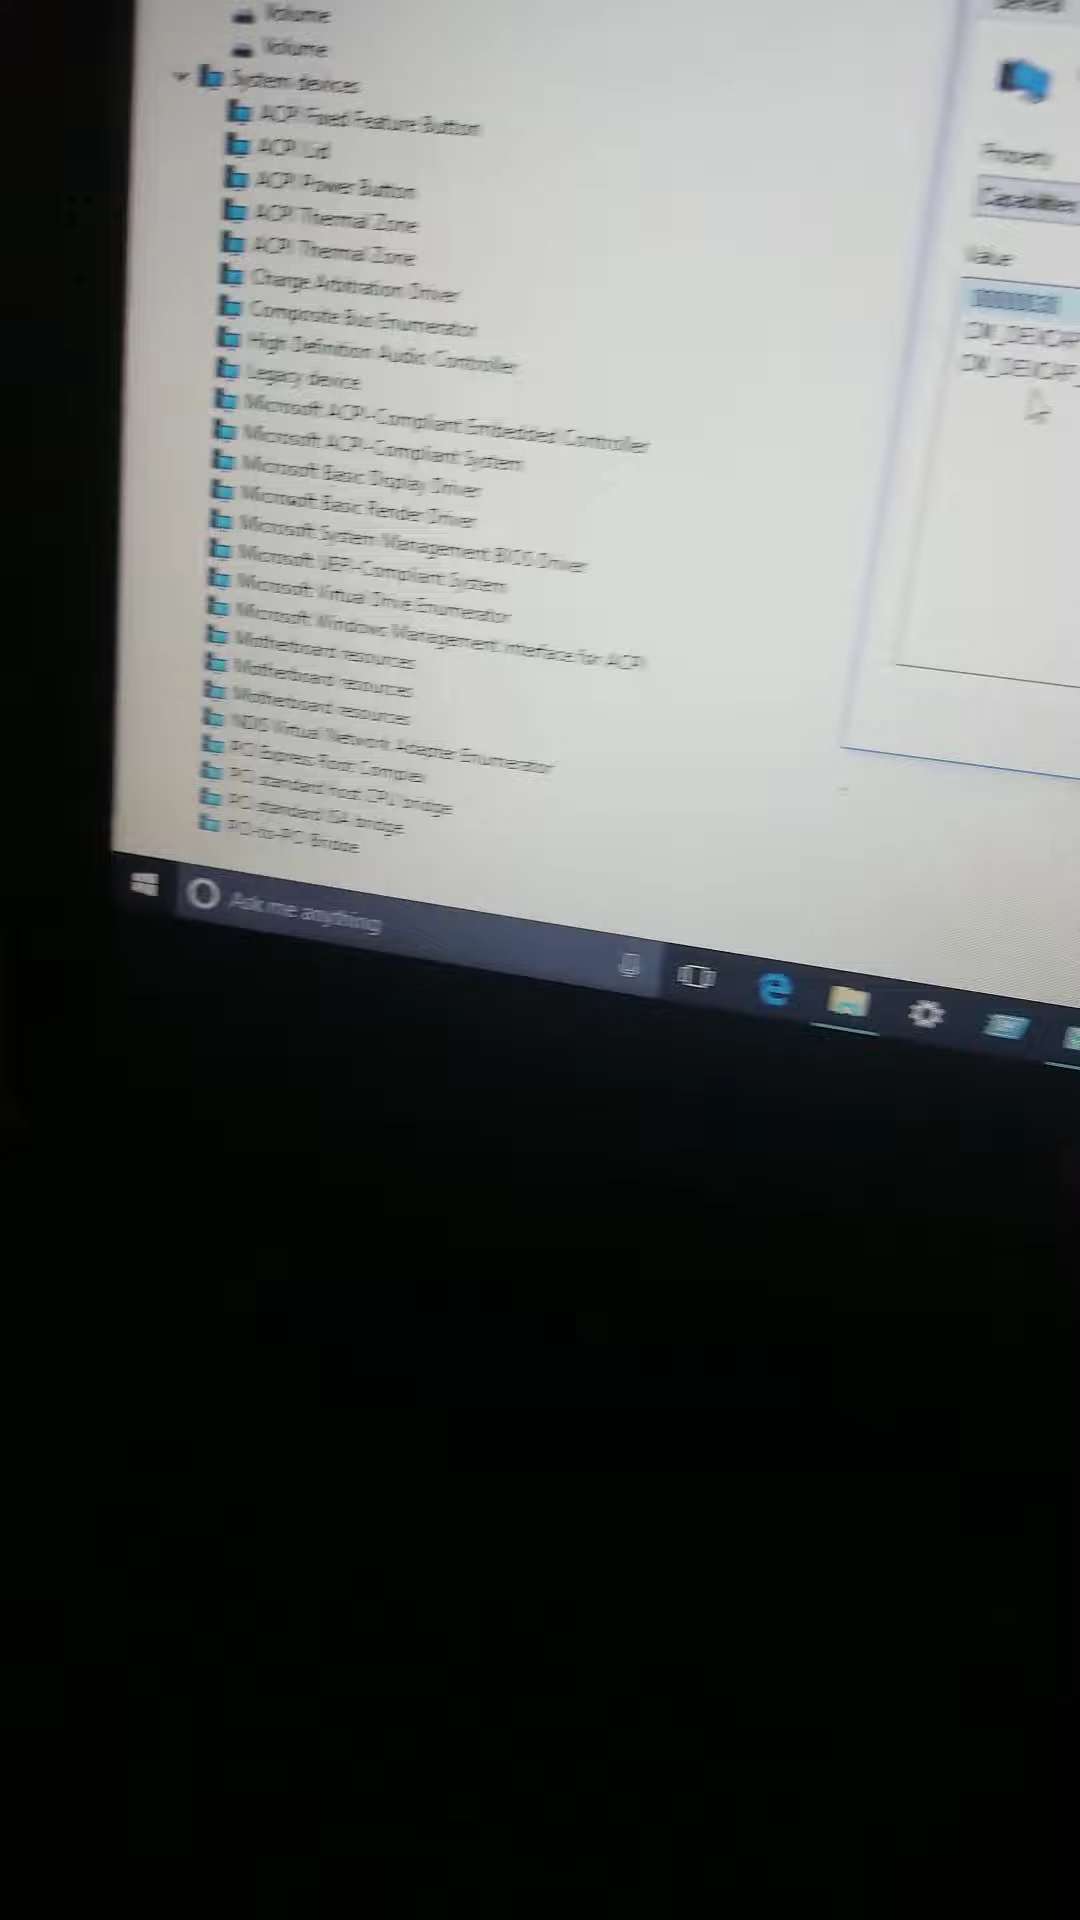 Volume
Volume
System devices
ACPI Fixed Feature Button
ACPI Lid
ACPI Power Button
ACPI Thermal Zone
ACPI Thermal Zone
Charge Arbitration Driver
Composite Bus Enumerator
High Definition Audio Controller
Legacy device
Microsoft ACPI-Compliant Embedded Controller
Microsoft ACPI-Compliant System
Microsoft Basic Display Driver
Microsoft Basic Render Driver
Microsoft System Management BIOS Driver
Microsoft UEFI-Compliant System
Microsoft Virtual Drive Enumerator
Microsoft Windows Management Interface for ACPI
Motherboard resources
Motherboard resources
Motherboard resources
NDIS Virtual Network Adapter Enumerator
PCI Express Root Complex
PCI standard host CPU bridge
PCI standard ISA bridge
PCI-to-PCI Bridge
General
Property
Capabilities
Value
CM_DEVCAP
CM_DEVCAP_
Ask me anything